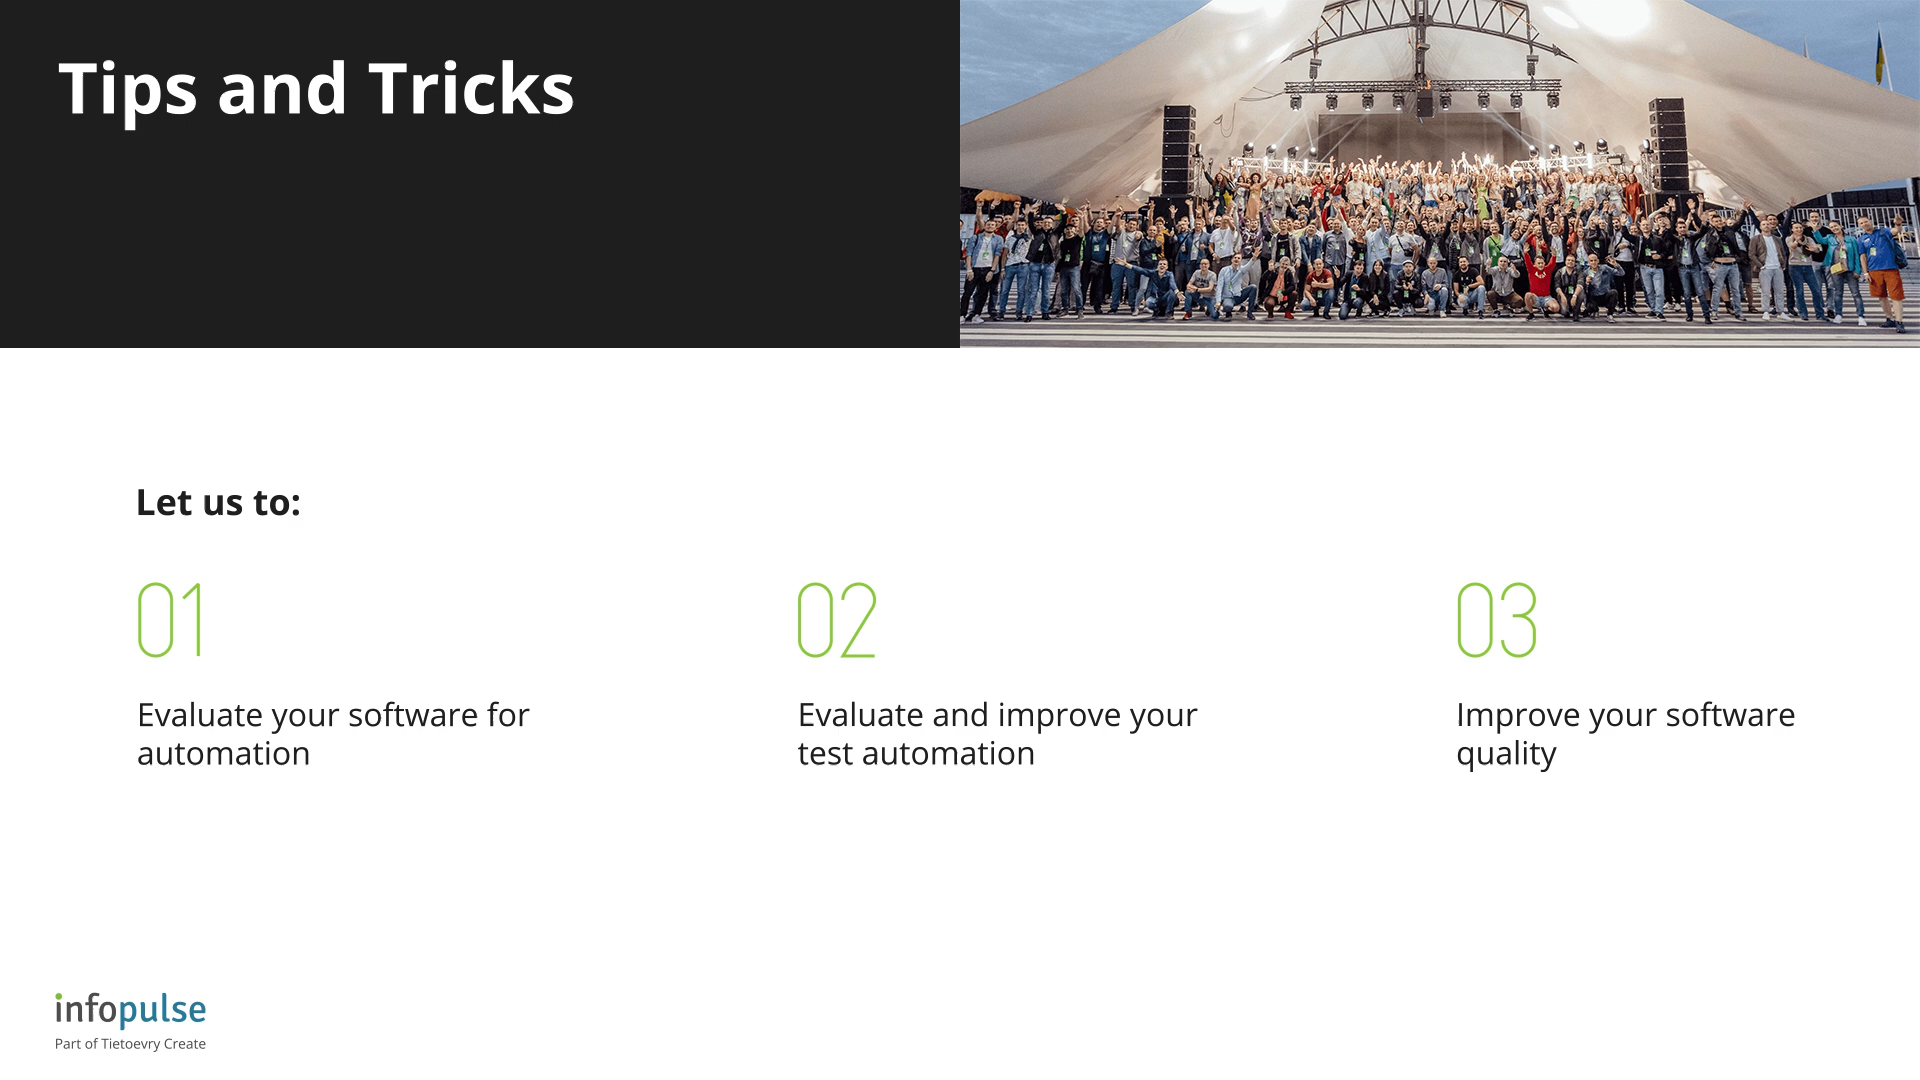 Tips and Tricks
Let us to:
01
Evaluate your software for
automation
02
Evaluate and improve your
test automation
03
Improve your software
quality
infopulse
Part of Tietoevry Create